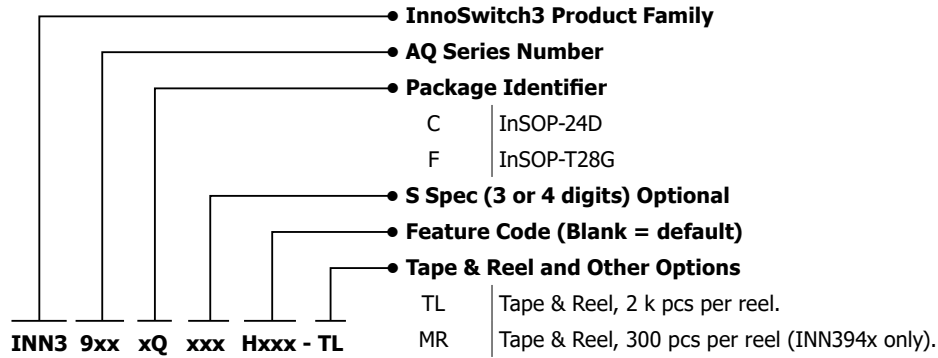 InnoSwitch3 Product Family
AQ Series Number
Package Identifier
C InSOP-24D
F InSOP-T28G
S Spec (3 or 4 digits) Optional
Feature Code (Blank = default)
Tape & Reel and Other Options
TL Tape & Reel, 2 k pcs per reel.
MR Tape & Reel, 300 pcs per reel (INN394x only).
INN3 9xx xQ xxx Hxxx - TL